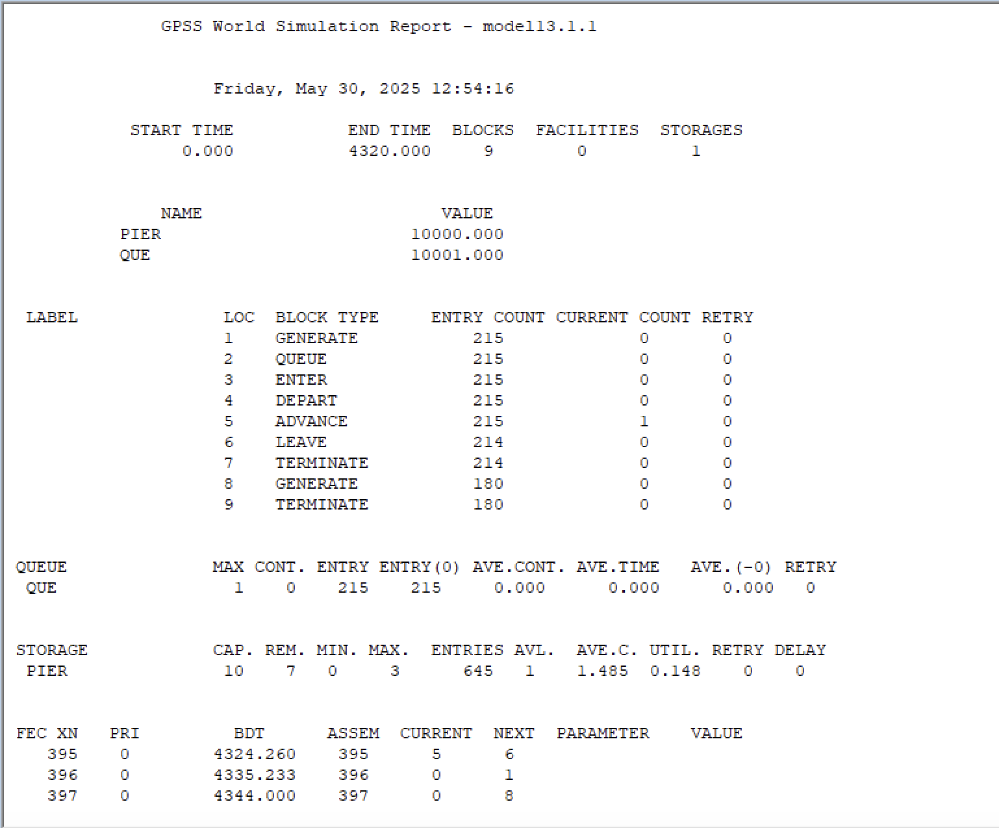 GPSS World Simulation Report - model13.1.1
Friday, May 30, 2025 12:54:16
START TIME END TIME BLOCKS FACILITIES STORAGES
0.000 4320.000 9 0 1
NAME VALUE
PIER 10000.000
QUE 10001.000
LABEL LOC BLOCK TYPE ENTRY COUNT CURRENT COUNT RETRY
1 GENERATE 215 0 0
2 QUEUE 215 0 0
3 ENTER 215 0 0
4 DEPART 215 0 0
5 ADVANCE 215 1 0
6 LEAVE 214 0 0
7 TERMINATE 214 0 0
8 GENERATE 180 0 0
9 TERMINATE 180 0 0
QUEUE MAX CONT. ENTRY ENTRY(0) AVE.CONT. AVE.TIME AVE.(-0) RETRY
QUE 1 0 215 215 0.000 0.000 0.000 0
STORAGE CAP. REM. MIN. MAX. ENTRIES AVL. AVE.C. UTIL. RETRY DELAY
PIER 10 7 0 3 645 1 1.485 0.148 0 0
FEC XN PRI BDT ASSEM CURRENT NEXT PARAMETER VALUE
395 0 4324.260 395 5 6
396 0 4335.233 396 0 1
397 0 4344.000 397 0 8